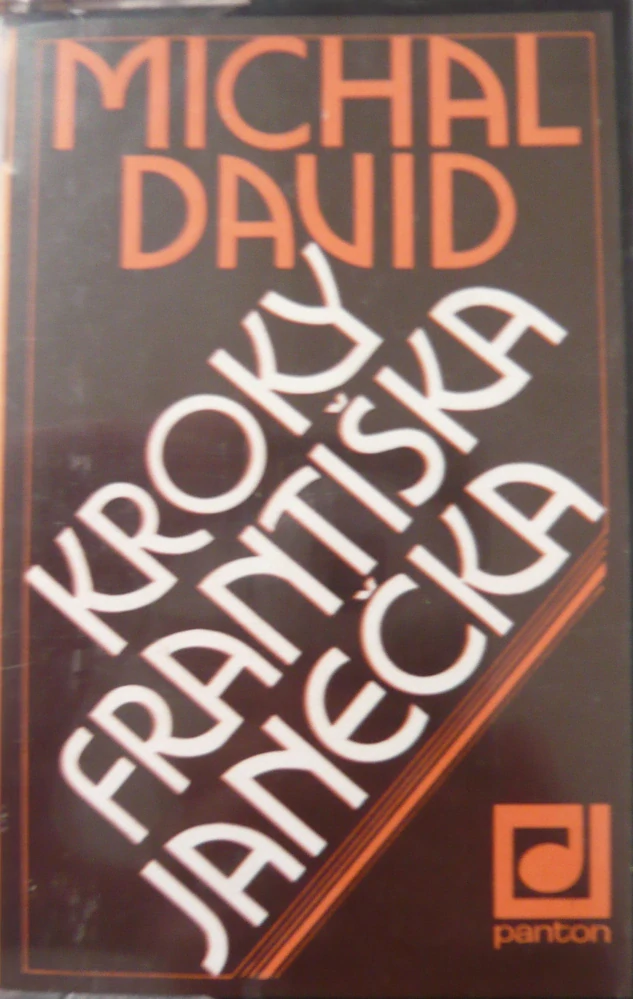 MICHAL
DAVID
KROKY
FRANTIŠKA
JANEČKA
panton